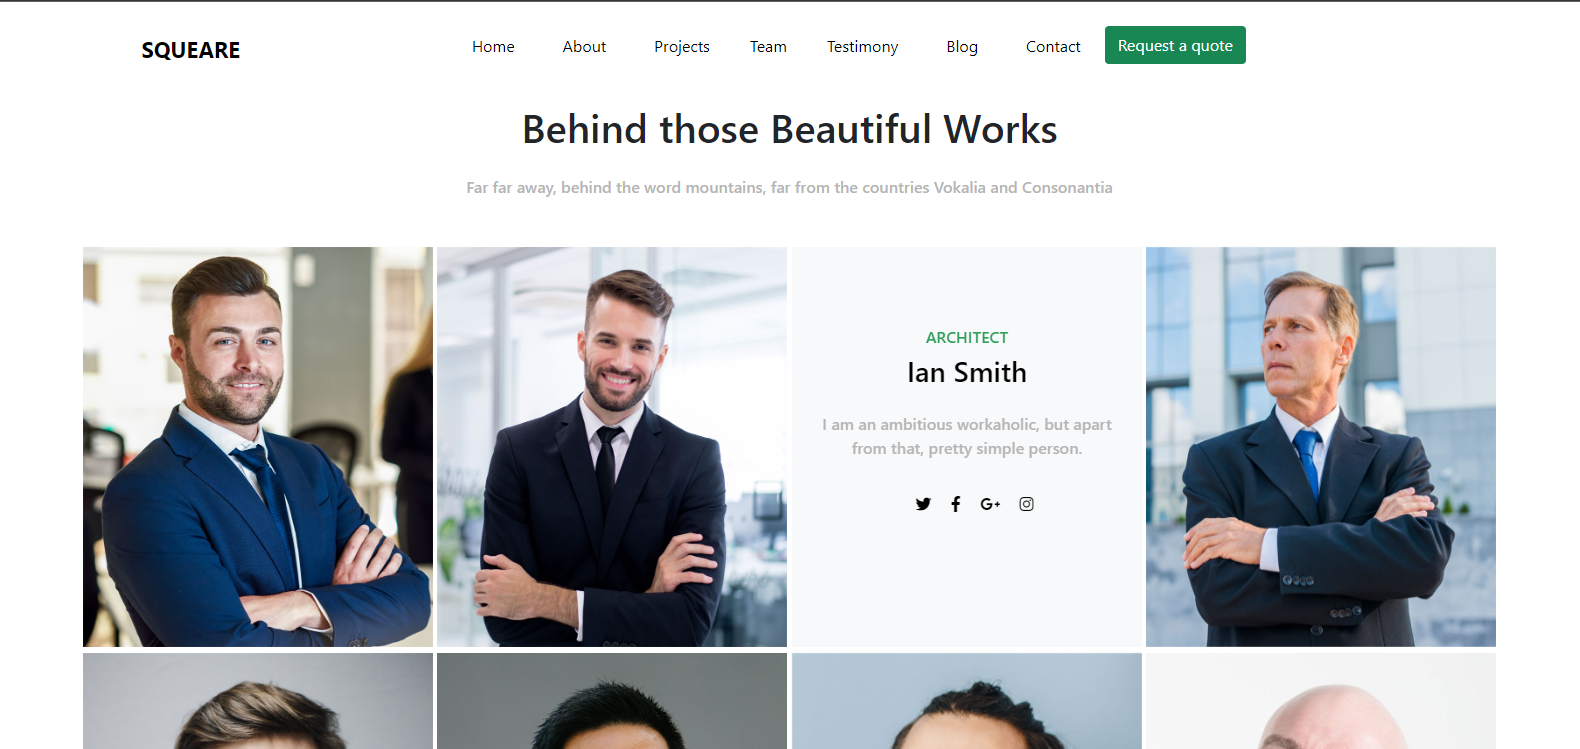 SQUEARE
Home About Projects Team Testimony Blog Contact Request a quote
Behind those Beautiful Works
Far far away, behind the word mountains, far from the countries Vokalia and Consonantia
ARCHITECT
Ian Smith
I am an ambitious workaholic, but apart
from that, pretty simple person.